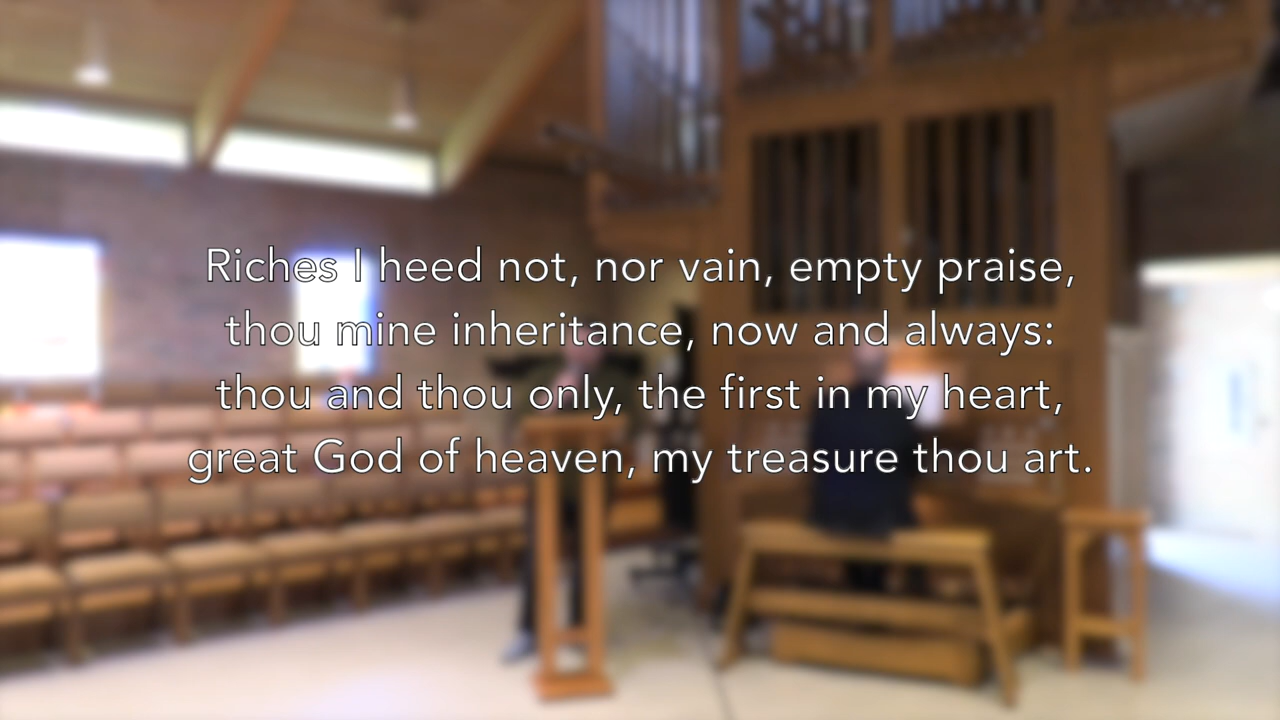 Riches I heed not, nor vain, empty praise,
thou mine inheritance, now and always:
thou and thou only, the first in my heart,
great God of heaven, my treasure thou art.